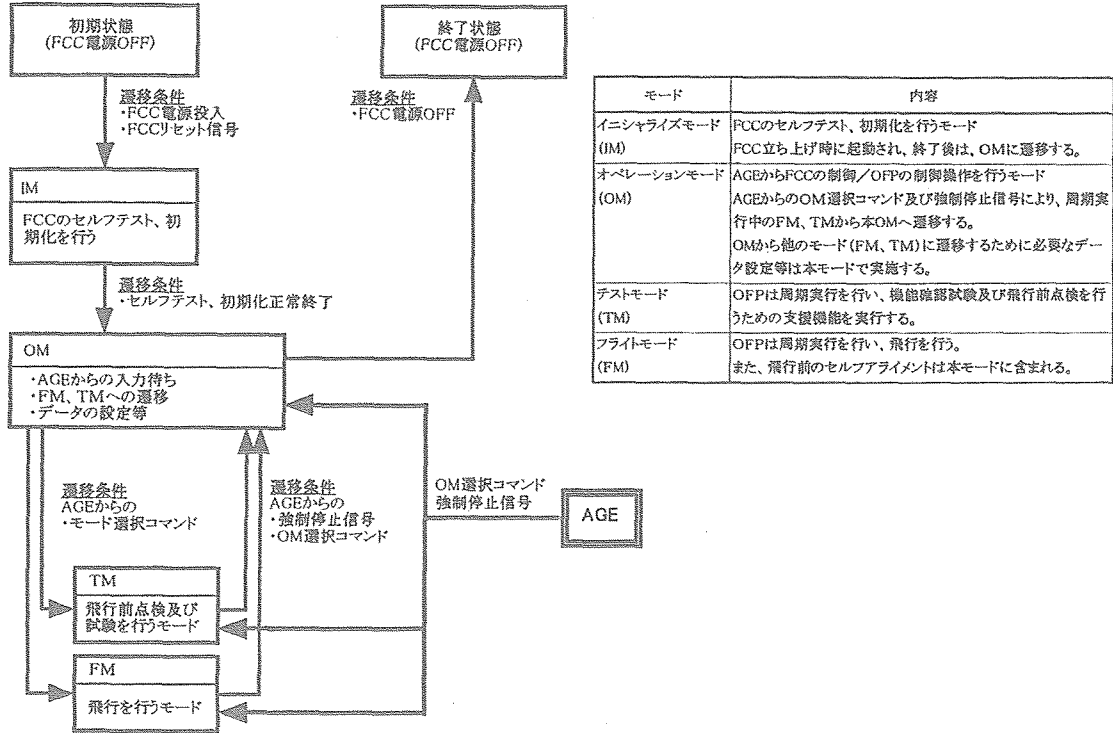 初期状態
(FCC電源OFF)
終了状態
(FCC電源OFF)
遷移条件
・FCC電源投入
・FCCリセット信号
遷移条件
・FCC電源OFF
IM
FCCのセルフテスト、初
期化を行う
遷移条件
・セルフテスト、初期化正常終了
OM
・AGEからの入力待ち
・FM、TMへの遷移
・データの設定等
遷移条件
AGEからの
・モード選択コマンド
遷移条件
AGEからの
・強制停止信号
・OM選択コマンド
OM選択コマンド
強制停止信号
AGE
TM
飛行前点検及び
試験を行うモード
FM
飛行を行うモード
モード 内容
イニシャライズモード FCCのセルフテスト、初期化を行うモード
(IM) FCC立ち上げ時に起動され、終了後は、OMに遷移する。
オペレーションモード AGEからFCCの制御／OFPの制御操作を行うモード
(OM) AGEからのOM選択コマンド及び強制停止信号により、周期実
行中のFM、TMから本OMへ遷移する。
OMから他のモード(FM、TM)に遷移するために必要なデー
タ設定等は本モードで実施する。
テストモード OFPは周期実行を行い、機能確認試験及び飛行前点検を行
(TM) うための支援機能を実行する。
フライトモード OFPは周期実行を行い、飛行を行う。
(FM) また、飛行前のセルフアライメントは本モードに含まれる。